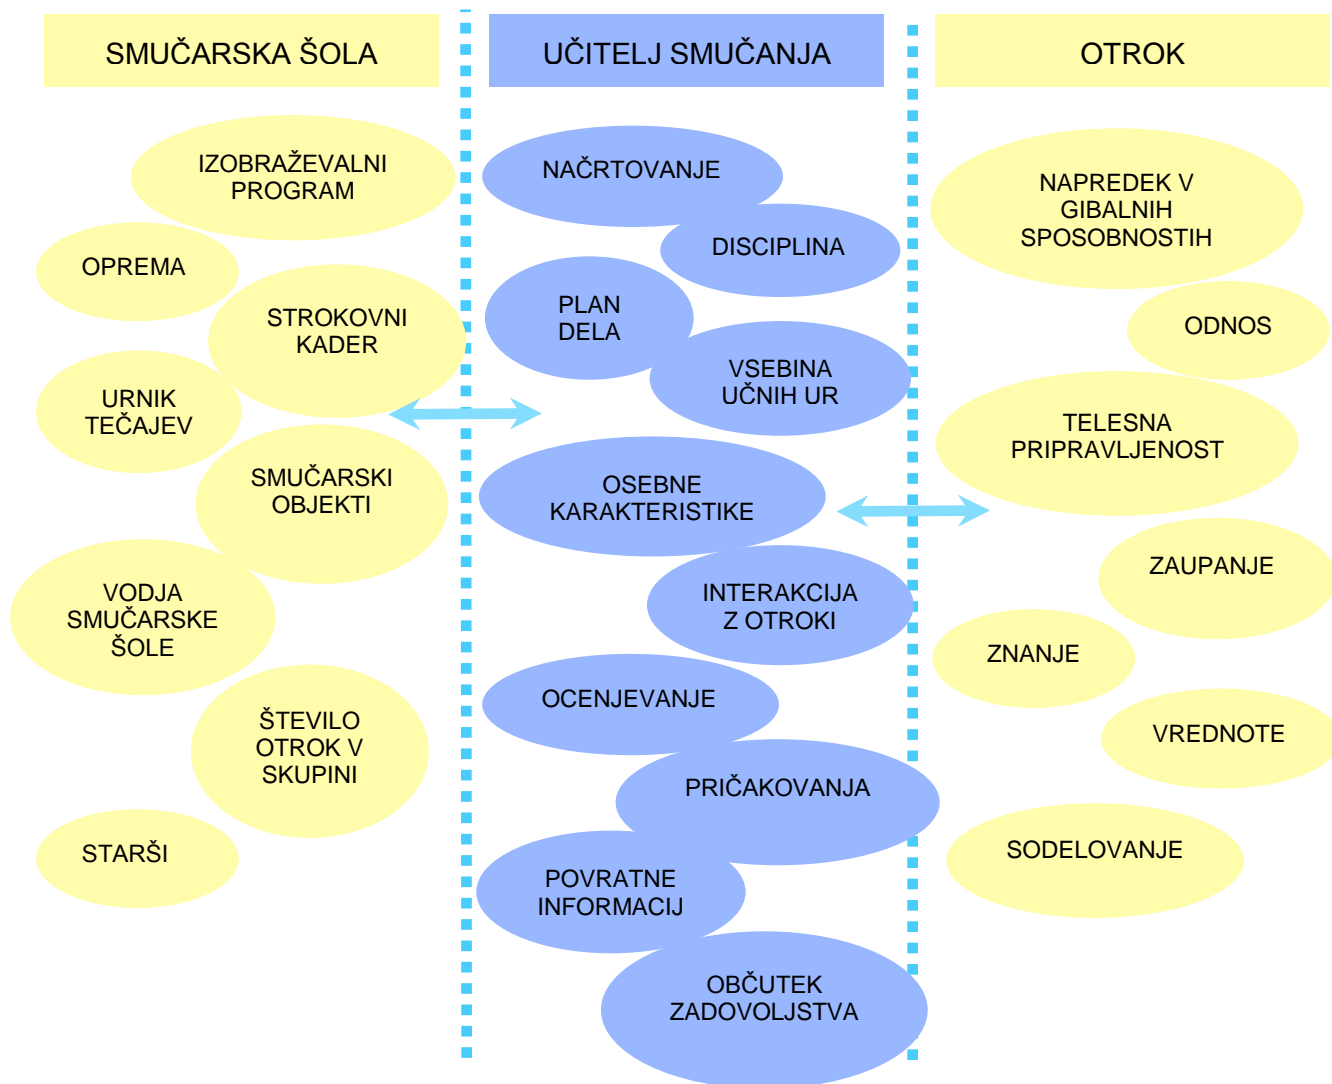 SMUČARSKA ŠOLA
IZOBRAŽEVALNI
PROGRAM
OPREMA
STROKOVNI
KADER
URNIK
TEČAJEV
SMUČARSKI
OBJEKTI
VODJA
SMUČARSKE
ŠOLE
ŠTEVILO
OTROK V
SKUPINI
STARŠI
UČITELJ SMUČANJA
NAČRTOVANJE
DISCIPLINA
PLAN
DELA
VSEBINA
UČNIH UR
OSEBNE
KARAKTERISTIKE
INTERAKCIJA
Z OTROKI
OCENJEVANJE
PRIČAKOVANJA
POVRATNE
INFORMACIJ
OBČUTEK
ZADOVOLJSTVA
OTROK
NAPREDEK V
GIBALNIH
SPOSOBNOSTIH
ODNOS
TELESNA
PRIPRAVLJENOST
ZAUPANJE
ZNANJE
VREDNOTE
SODELOVANJE